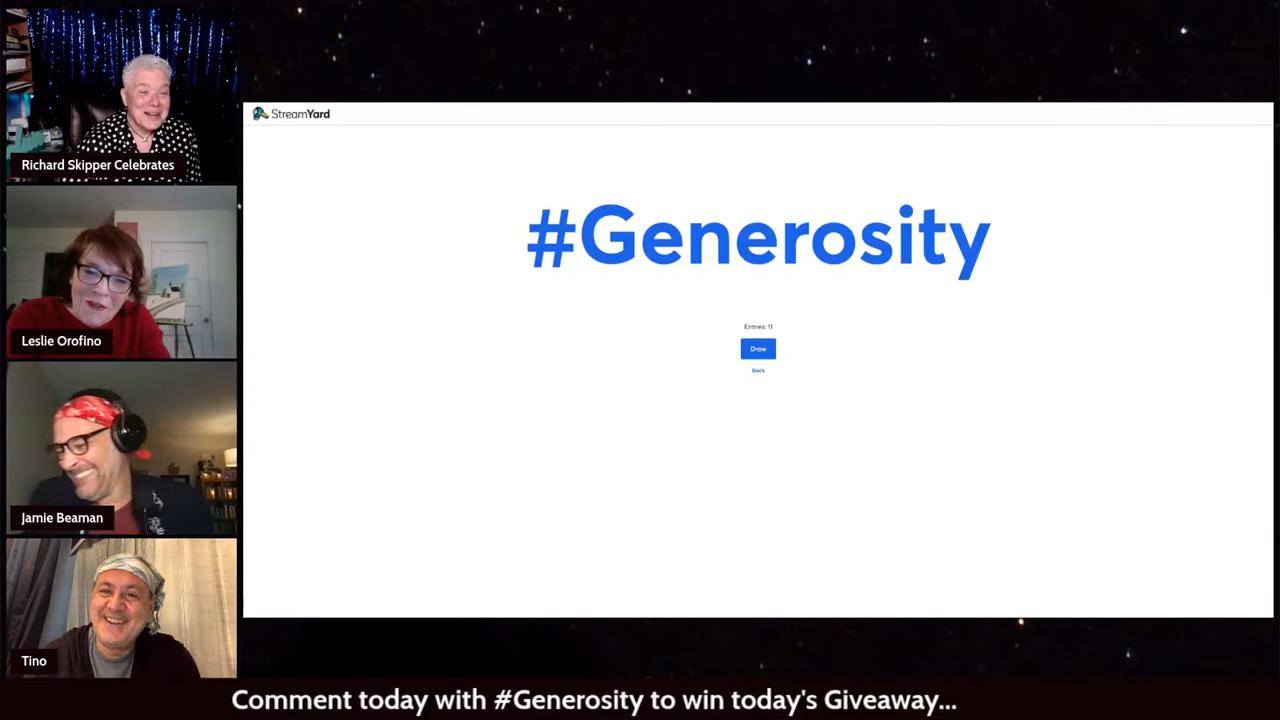 Richard Skipper Celebrates
Leslie Orofino
Jamie Beaman
Tino
StreamYard
#Generosity
Entries: 11
Draw
Back
Comment today with #Generosity to win today's Giveaway...